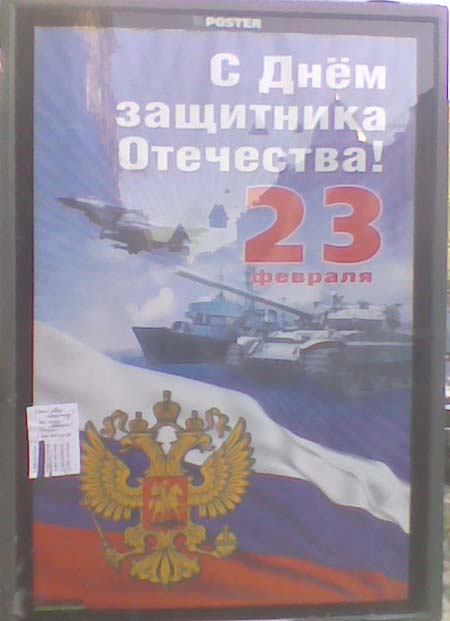 POSTER
С Днём
защитника
Отечества!
23
февраля